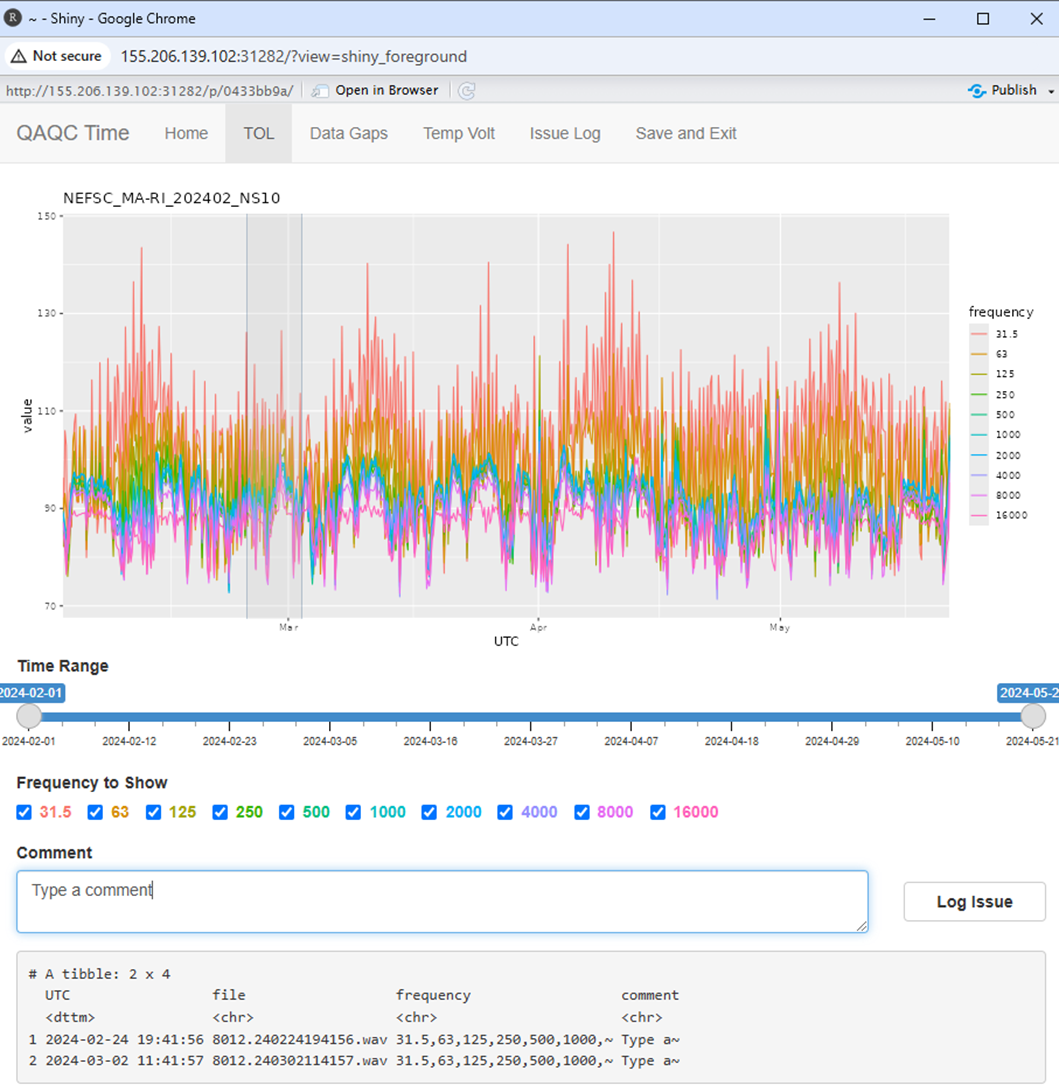 R ~ - Shiny - Google Chrome
Not secure 155.206.139.102:31282/?view=shiny_foreground
http://155.206.139.102:31282/p/0433bb9a/ Open in Browser Publish
QAQC Time Home TOL Data Gaps Temp Volt Issue Log Save and Exit
NEFSC_MA-RI_202402_NS10
150
130
110
90
70
value
Mar Apr May
UTC
frequency
31.5
63
125
250
500
1000
2000
4000
8000
16000
Time Range
2024-02-01 2024-05-2
2024-02-01 2024-02-12 2024-02-23 2024-03-05 2024-03-16 2024-03-27 2024-04-07 2024-04-18 2024-04-29 2024-05-10 2024-05-21
Frequency to Show
31.5 63 125 250 500 1000 2000 4000 8000 16000
Comment
Type a comment
Log Issue
# A tibble: 2 x 4
UTC file frequency comment
<dttm> <chr> <chr> <chr>
1 2024-02-24 19:41:56 8012.240224194156.wav 31.5,63,125,250,500,1000,~ Type a~
2 2024-03-02 11:41:57 8012.240302114157.wav 31.5,63,125,250,500,1000,~ Type a~